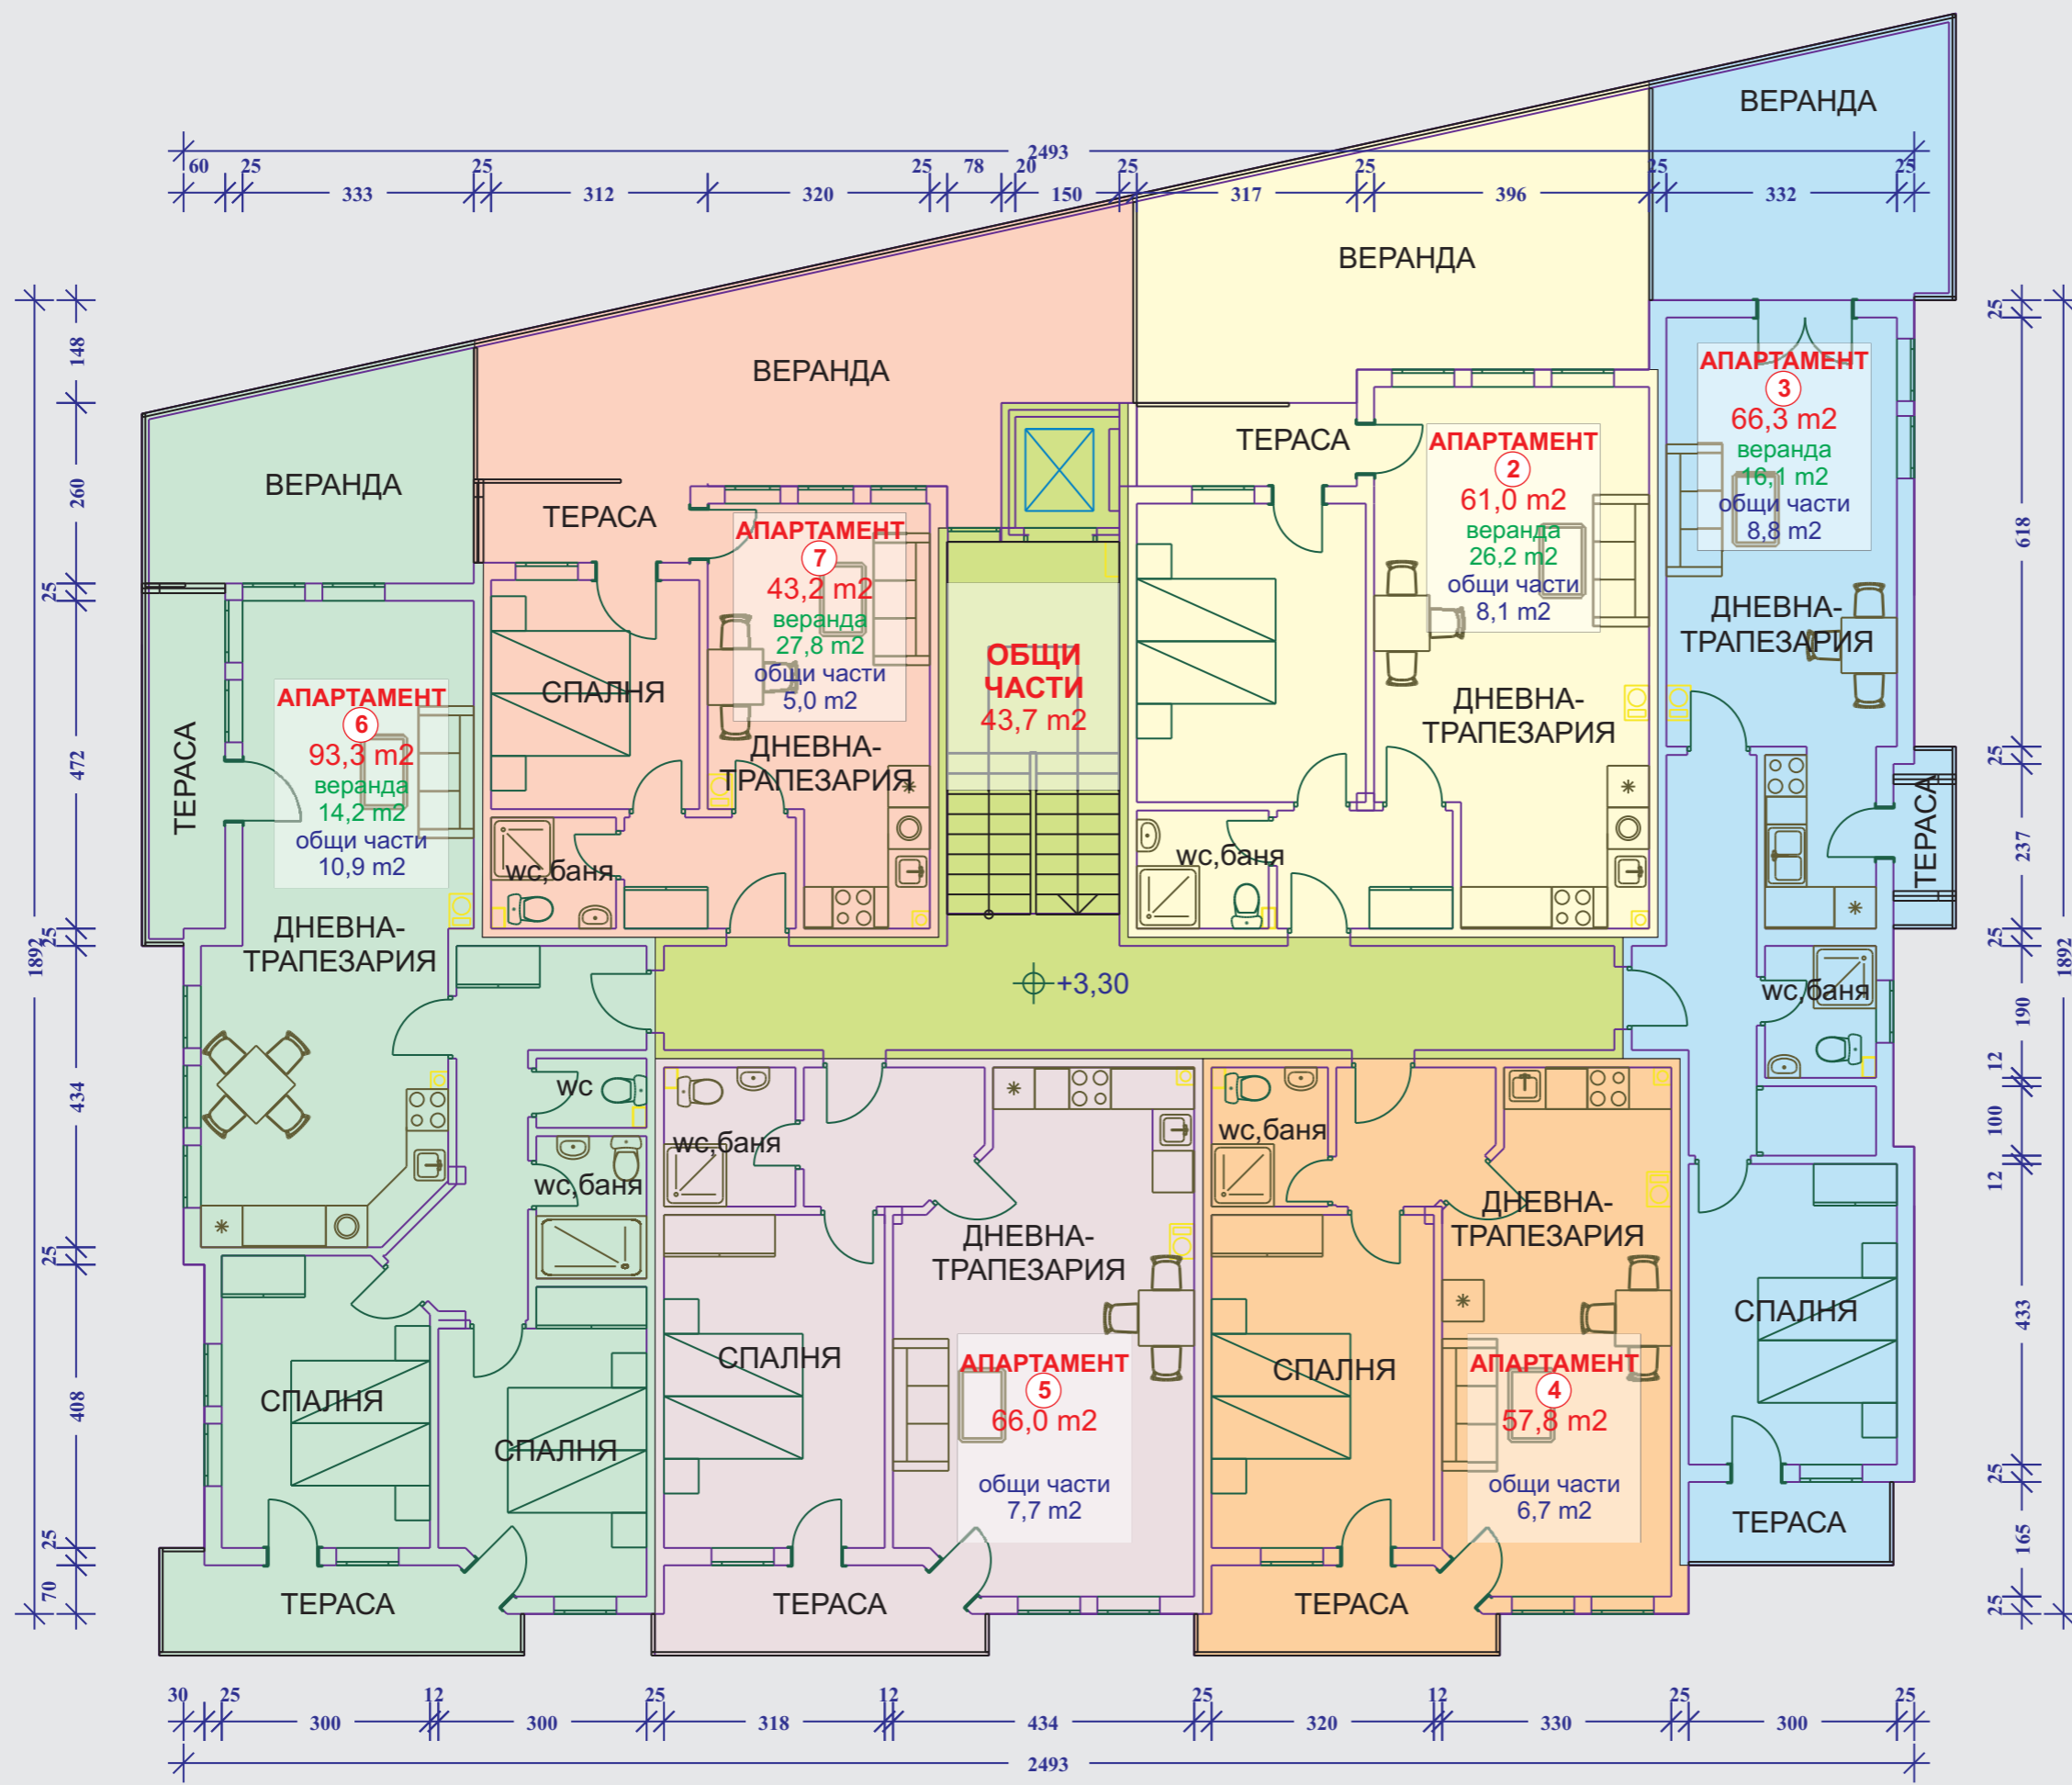 ВЕРАНДА
2493
60 25 333 25 312 320 25 78 20 150 25 317 25 396 25 332 25
ВЕРАНДА
ВЕРАНДА
ВЕРАНДА
ТЕРАСА
ТЕРАСА
АПАРТАМЕНТ
3
66,3 m2
веранда
16,1 m2
общи части
8,8 m2
ДНЕВНА-
ТРАПЕЗАРИЯ
ТЕРАСА
wc,баня
СПАЛНЯ
ТЕРАСА
АПАРТАМЕНТ
2
61,0 m2
веранда
26,2 m2
общи части
8,1 m2
ДНЕВНА-
ТРАПЕЗАРИЯ
wc,баня
АПАРТАМЕНТ
7
43,2 m2
веранда
27,8 m2
общи части
5,0 m2
СПАЛНЯ
ДНЕВНА-
ТРАПЕЗАРИЯ
wc,баня
ОБЩИ
ЧАСТИ
43,7 m2
+3,30
АПАРТАМЕНТ
6
93,3 m2
веранда
14,2 m2
общи части
10,9 m2
ТЕРАСА
ДНЕВНА-
ТРАПЕЗАРИЯ
wc
wc,баня
СПАЛНЯ
СПАЛНЯ
ТЕРАСА
wc,баня
ДНЕВНА-
ТРАПЕЗАРИЯ
СПАЛНЯ
АПАРТАМЕНТ
5
66,0 m2
общи части
7,7 m2
ТЕРАСА
wc,баня
ДНЕВНА-
ТРАПЕЗАРИЯ
СПАЛНЯ
АПАРТАМЕНТ
4
57,8 m2
общи части
6,7 m2
ТЕРАСА
148
260
25
472
25
434
25
408
25
70
1892
25
618
25
237
25
190
12
100
12
433
25
165
25
1892
30 25 300 12 300 25 318 12 434 25 320 12 330 25 300 25
2493